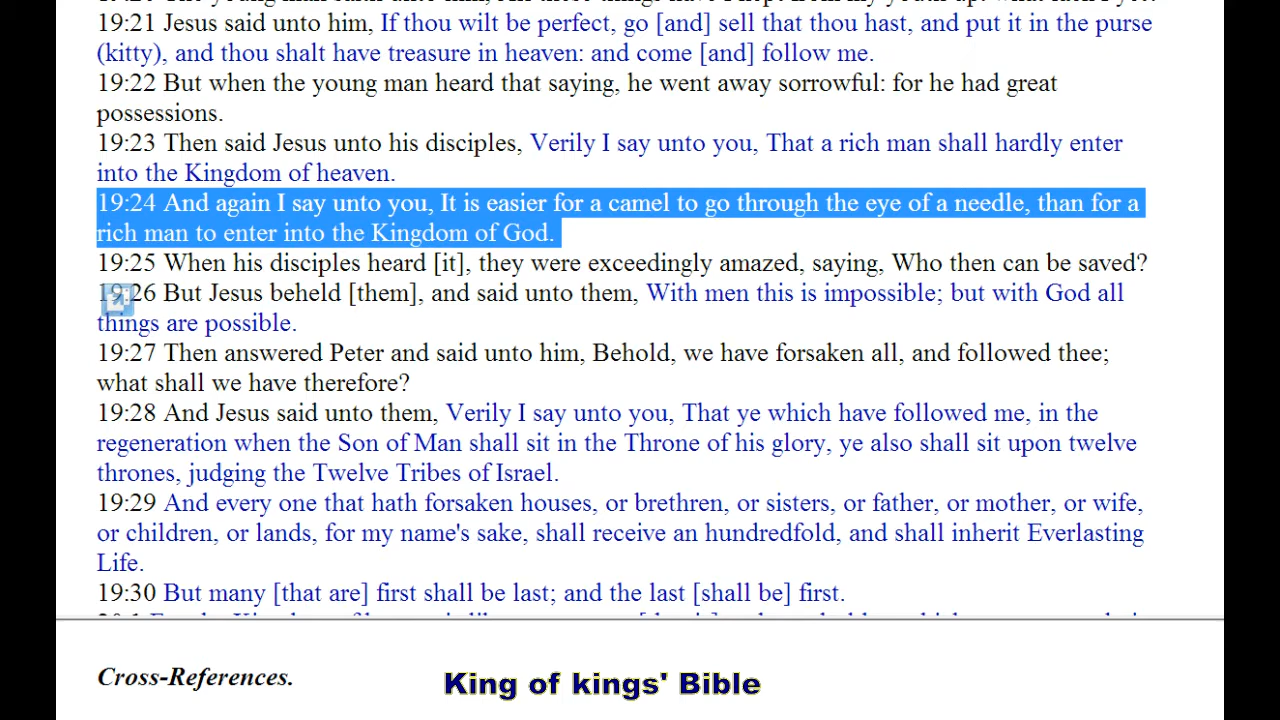 19:21 Jesus said unto him, If thou wilt be perfect, go [and] sell that thou hast, and put it in the purse
(kitty), and thou shalt have treasure in heaven: and come [and] follow me.
19:22 But when the young man heard that saying, he went away sorrowful: for he had great
possessions.
19:23 Then said Jesus unto his disciples, Verily I say unto you, That a rich man shall hardly enter
into the Kingdom of heaven.
19:24 And again I say unto you, It is easier for a camel to go through the eye of a needle, than for a
rich man to enter into the Kingdom of God.
19:25 When his disciples heard [it], they were exceedingly amazed, saying, Who then can be saved?
19:26 But Jesus beheld [them], and said unto them, With men this is impossible; but with God all
things are possible.
19:27 Then answered Peter and said unto him, Behold, we have forsaken all, and followed thee;
what shall we have therefore?
19:28 And Jesus said unto them, Verily I say unto you, That ye which have followed me, in the
regeneration when the Son of Man shall sit in the Throne of his glory, ye also shall sit upon twelve
thrones, judging the Twelve Tribes of Israel.
19:29 And every one that hath forsaken houses, or brethren, or sisters, or father, or mother, or wife,
or children, or lands, for my name's sake, shall receive an hundredfold, and shall inherit Everlasting
Life.
19:30 But many [that are] first shall be last; and the last [shall be] first.
Cross-References.
King of kings' Bible